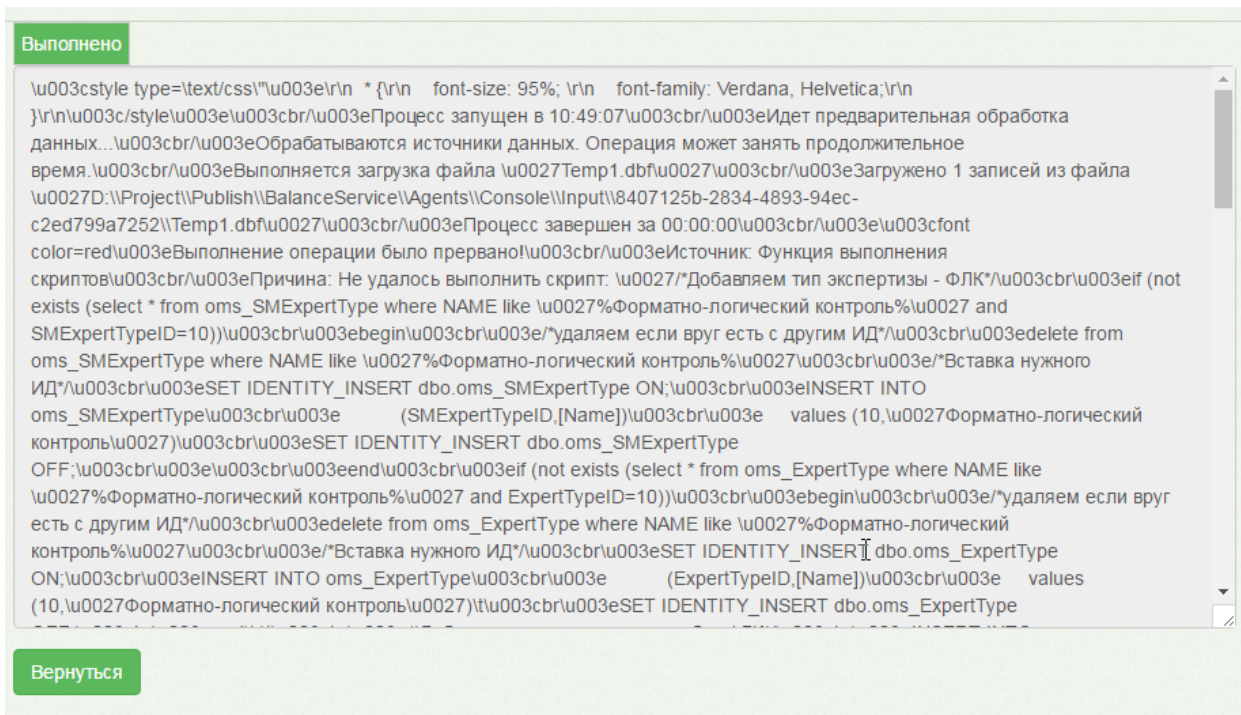 Выполнено
\u003cstyle type=\text/css\"\u003e\r\n * {\r\n font-size: 95%; \r\n font-family: Verdana, Helvetica;\r\n
}\r\n\u003c/style\u003e\u003cbr/\u003eПроцесс запущен в 10:49:07\u003cbr/\u003eИдет предварительная обработка
данных...\u003cbr/\u003eОбрабатываются источники данных. Операция может занять продолжительное
время.\u003cbr/\u003eВыполняется загрузка файла \u0027Temp1.dbf\u0027\u003cbr/\u003eЗагружено 1 записей из файла
\u0027D:\\Project\\Publish\\BalanceService\\Agents\\Console\\Input\\8407125b-2834-4893-94ec-
c2ed799a7252\\Temp1.dbf\u0027\u003cbr/\u003eПроцесс завершен за 00:00:00\u003cbr/\u003e\u003cfont
color=red\u003eВыполнение операции было прервано!\u003cbr/\u003eИсточник: Функция выполнения
скриптов\u003cbr/\u003eПричина: Не удалось выполнить скрипт: \u0027/*Добавляем тип экспертизы - ФЛК*/\u003cbr\u003eif (not
exists (select * from oms_SMExpertType where NAME like \u0027%Форматно-логический контроль%\u0027 and
SMExpertTypeID=10))\u003cbr\u003ebegin\u003cbr\u003e/*удаляем если вруг есть с другим ИД*/\u003cbr\u003edelete from
oms_SMExpertType where NAME like \u0027%Форматно-логический контроль%\u0027\u003cbr\u003e/*Вставка нужного
ИД*/\u003cbr\u003eSET IDENTITY_INSERT dbo.oms_SMExpertType ON;\u003cbr\u003eINSERT INTO
oms_SMExpertType\u003cbr\u003e (SMExpertTypeID,[Name])\u003cbr\u003e values (10,\u0027Форматно-логический
контроль\u0027)\u003cbr\u003eSET IDENTITY_INSERT dbo.oms_SMExpertType
OFF;\u003cbr\u003e\u003cbr\u003eend\u003cbr\u003eif (not exists (select * from oms_ExpertType where NAME like
\u0027%Форматно-логический контроль%\u0027 and ExpertTypeID=10))\u003cbr\u003ebegin\u003cbr\u003e/*удаляем если вруг
есть с другим ИД*/\u003cbr\u003edelete from oms_ExpertType where NAME like \u0027%Форматно-логический
контроль%\u0027\u003cbr\u003e/*Вставка нужного ИД*/\u003cbr\u003eSET IDENTITY_INSERT dbo.oms_ExpertType
ON;\u003cbr\u003eINSERT INTO oms_ExpertType\u003cbr\u003e (ExpertTypeID,[Name])\u003cbr\u003e values
(10,\u0027Форматно-логический контроль\u0027)\t\u003cbr\u003eSET IDENTITY_INSERT dbo.oms_ExpertType
Вернуться